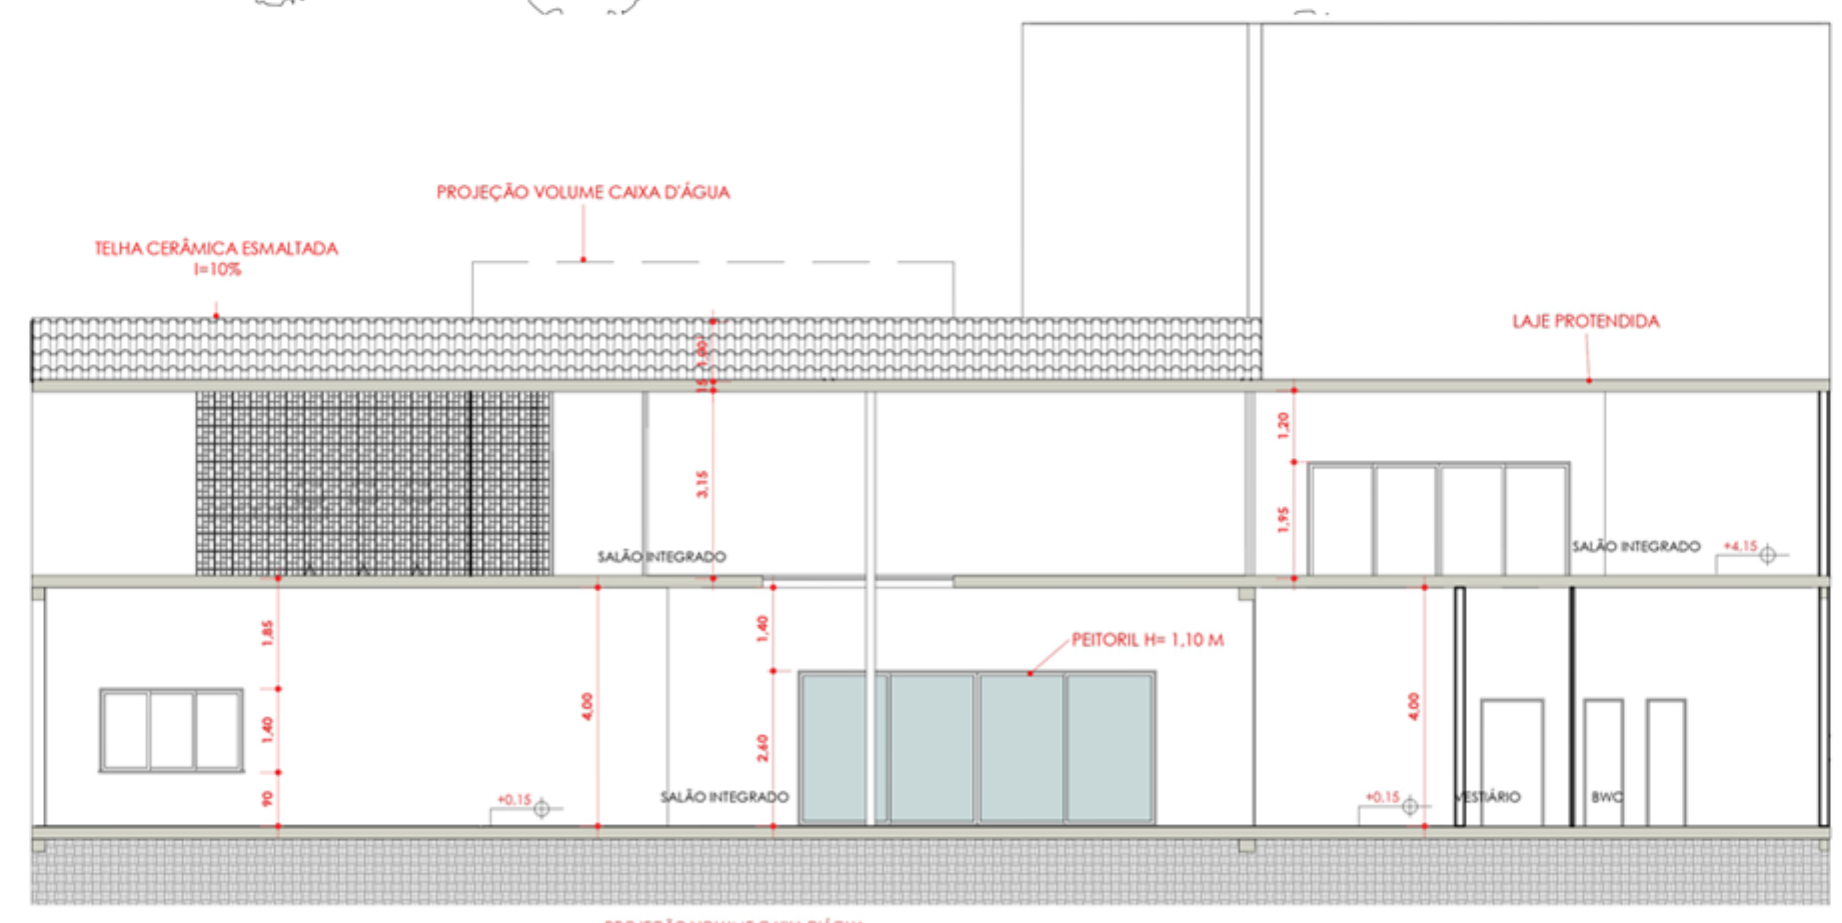 PROJEÇÃO VOLUME CAIXA D'ÁGUA
TELHA CERÂMICA ESMALTADA
I=10%
LAJE PROTENDIDA
1,00
15
1,20
3,15
1,95
SALÃO INTEGRADO
SALÃO INTEGRADO
+4,15
1,85
1,40
PEITORIL H= 1,10 M
4,00
4,00
1,40
2,60
90
+0,15
SALÃO INTEGRADO
+0,15
VESTIÁRIO
BWC